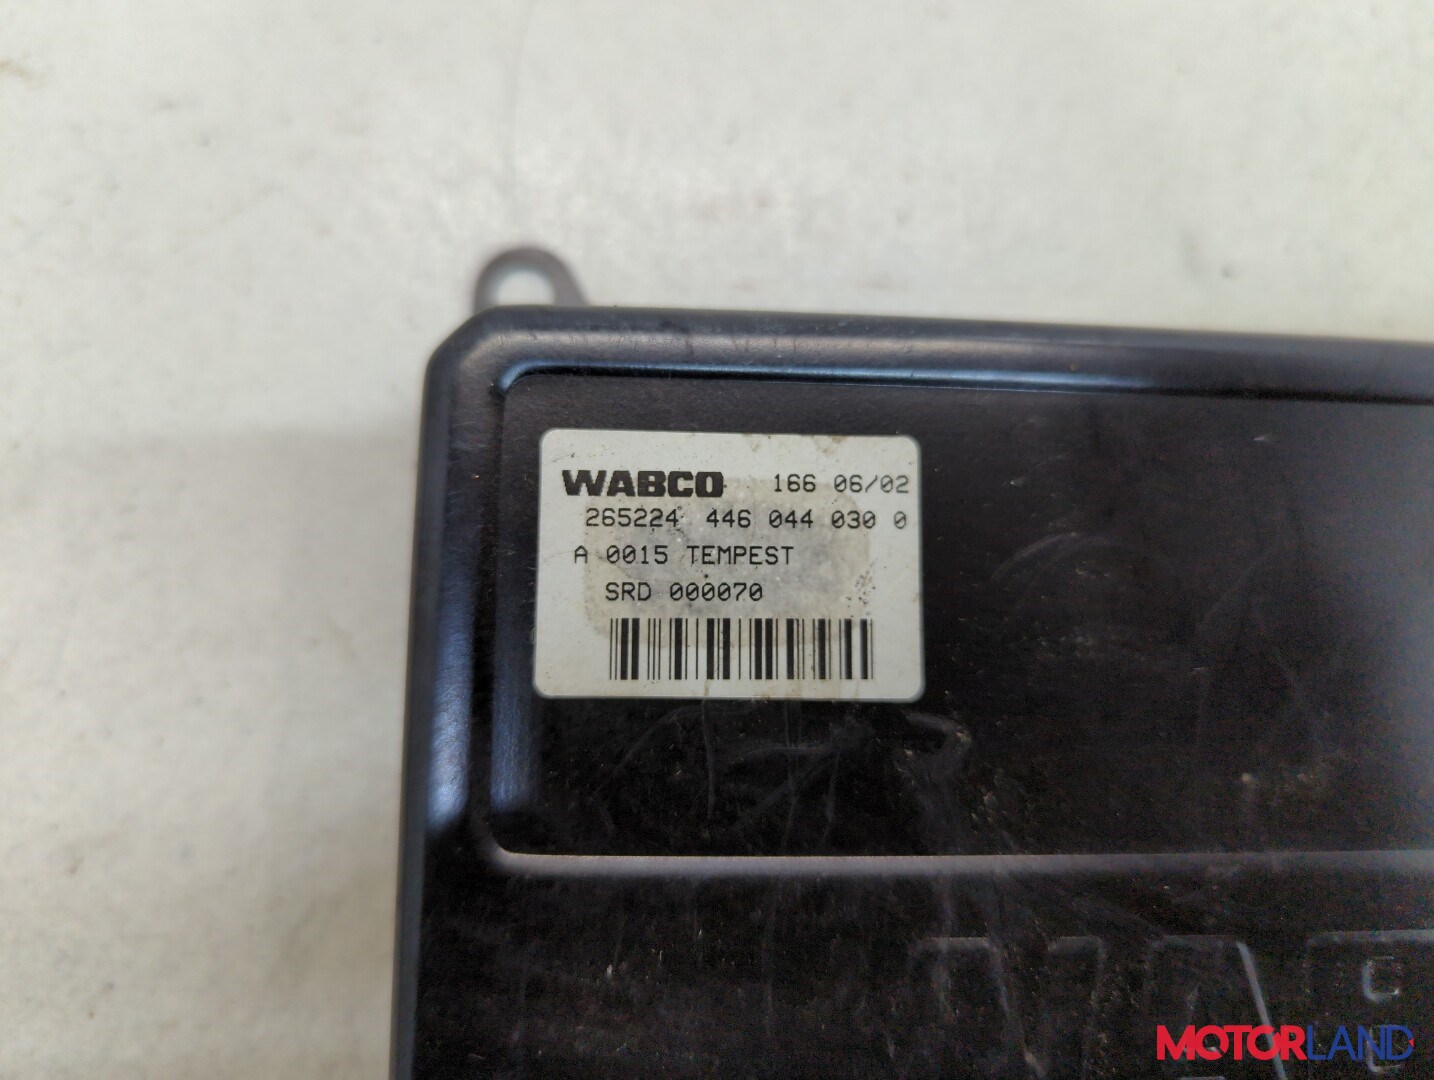 WABCO 166 06/02
265224 446 044 030 0
A 0015 TEMPEST
SRD 000070
MOTORLAND